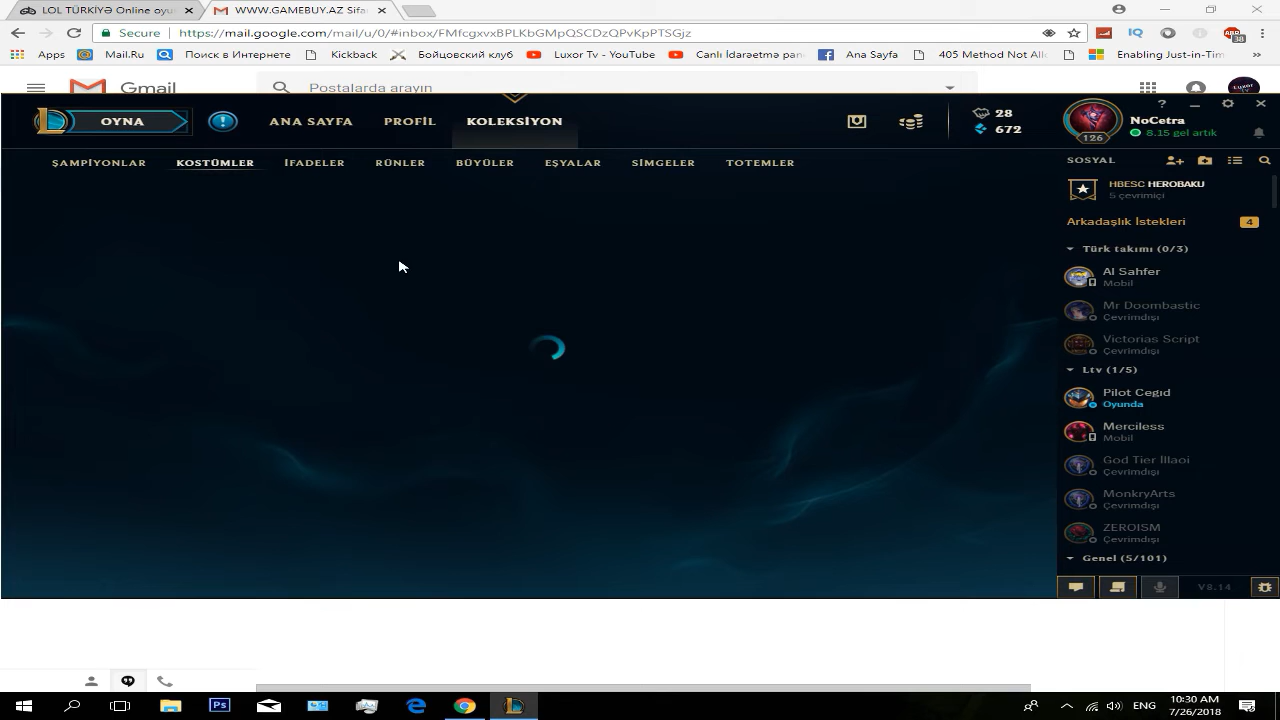 LOL TÜRKİYƏ Online oyu
WWW.GAMEBUY.AZ Sifa
Secure
https://mail.google.com/mail/u/0/#inbox/FMfcgxvxBPLKbGMpQSCDzQPvKpPTSGjz
Apps
Mail.Ru
Поиск в Интернете
Kickback
Бойцовский клуб
Luxor Tv - YouTube
Canlı İdarəetmə pan
Ana Sayfa
405 Method Not Allo
Enabling Just-in-Tim
Gmail
Postalarda arayın
OYNA
ANA SAYFA
PROFİL
KOLEKSİYON
28
672
126
NoCetra
8.15 gel artık
ŞAMPİYONLAR
KOSTÜMLER
İFADELER
RÜNLER
BÜYÜLER
EŞYALAR
SİMGELER
TOTEMLER
SOSYAL
HBESC HEROBAKU
5 çevrimiçi
Arkadaşlık İstekleri
4
Türk takımı (0/3)
Al Sahfer
Mobil
Mr Doombastic
Çevrimdışı
Victorias Script
Çevrimdışı
Ltv (1/5)
Pilot Cegıd
Oyunda
Merciless
Mobil
God Tier Illaoi
Çevrimdışı
MonkryArts
Çevrimdışı
ZEROISM
Çevrimdışı
Genel (5/101)
V8.14
ENG
10:30 AM
7/26/2018